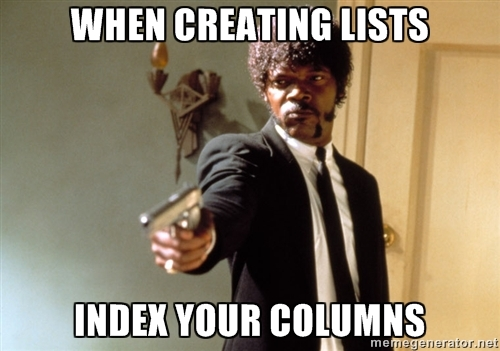 WHEN CREATING LISTS
INDEX YOUR COLUMNS
memegenerator.net